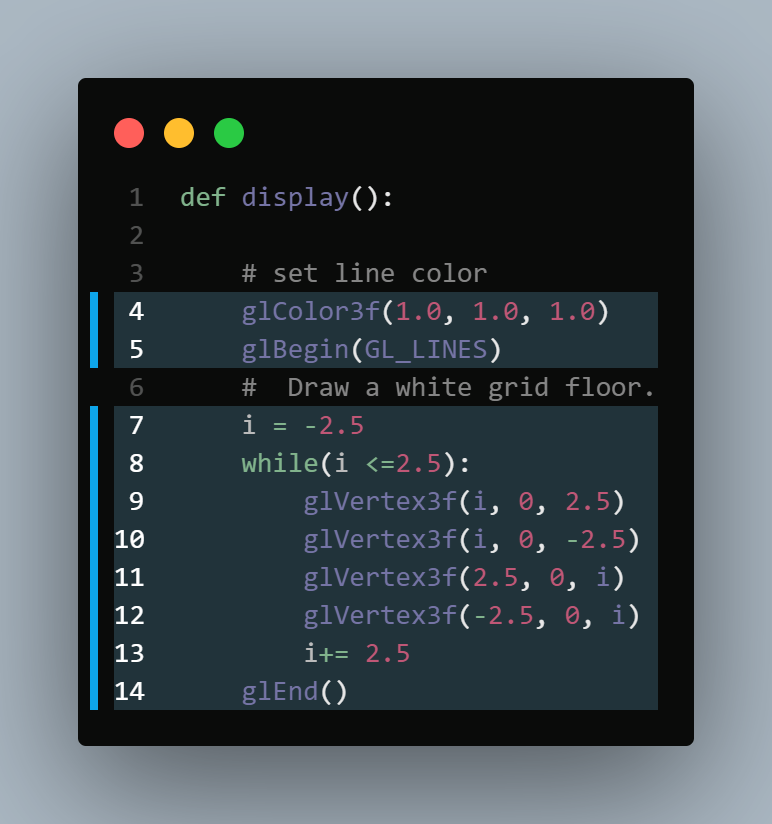 1 def display():
2
3     # set line color
4     glColor3f(1.0, 1.0, 1.0)
5     glBegin(GL_LINES)
6     #  Draw a white grid floor.
7     i = -2.5
8     while(i <=2.5):
9         glVertex3f(i, 0, 2.5)
10         glVertex3f(i, 0, -2.5)
11         glVertex3f(2.5, 0, i)
12         glVertex3f(-2.5, 0, i)
13         i+= 2.5
14     glEnd()